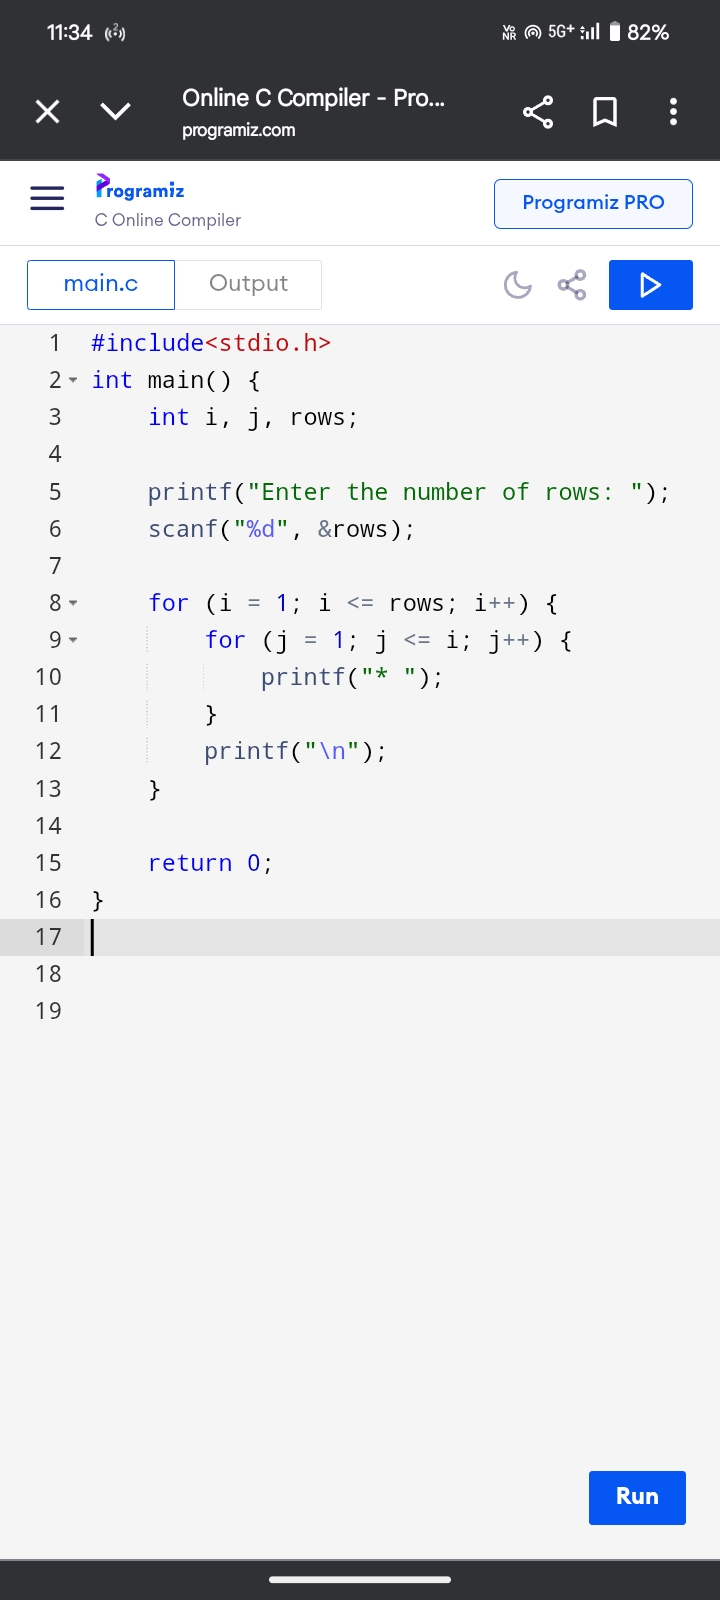 11:34 2 Vo NR 5G+ 82%
Online C Compiler - Pro...
programiz.com
Programiz
C Online Compiler
Programiz PRO
main.c Output
1 #include<stdio.h>
2 int main() {
3     int i, j, rows;
4
5     printf("Enter the number of rows: ");
6     scanf("%d", &rows);
7
8     for (i = 1; i <= rows; i++) {
9         for (j = 1; j <= i; j++) {
10             printf("* ");
11         }
12         printf("\n");
13     }
14
15     return 0;
16 }
17
18
19
Run